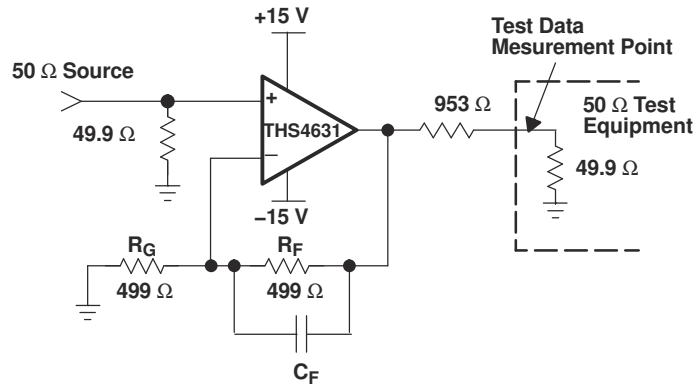 +15 V
Test Data
Mesurement Point
50 Ω Source
953 Ω
50 Ω Test
Equipment
+
THS4631
49.9 Ω
−
49.9 Ω
−15 V
RG
RF
499 Ω
499 Ω
CF